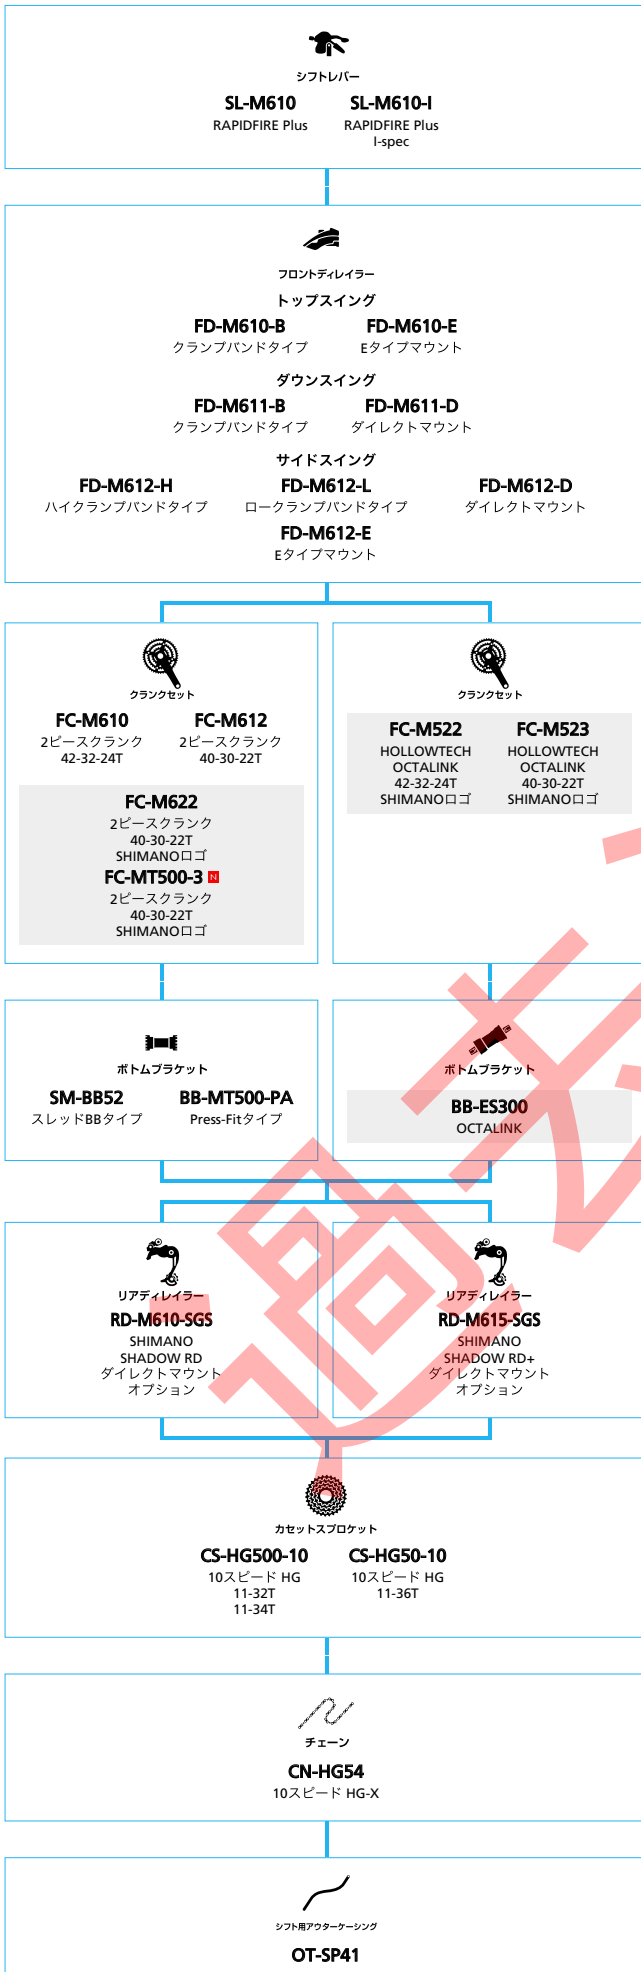 シフトレバー
SL-M610 SL-M610-I
RAPIDFIRE Plus RAPIDFIRE Plus
I-spec
フロントディレイラー
トップスイング
FD-M610-B FD-M610-E
クランプバンドタイプ Eタイプマウント
ダウンスイング
FD-M611-B FD-M611-D
クランプバンドタイプ ダイレクトマウント
サイドスイング
FD-M612-H FD-M612-L FD-M612-D
ハイクランプバンドタイプ ロークランプバンドタイプ ダイレクトマウント
FD-M612-E
Eタイプマウント
クランクセット
FC-M610 FC-M612
2ピースクランク 2ピースクランク
42-32-24T 40-30-22T
FC-M622
2ピースクランク
40-30-22T
SHIMANOロゴ
FC-MT500-3 N
2ピースクランク
40-30-22T
SHIMANOロゴ
クランクセット
FC-M522 FC-M523
HOLLOWTECH HOLLOWTECH
OCTALINK OCTALINK
42-32-24T 40-30-22T
SHIMANOロゴ SHIMANOロゴ
ボトムブラケット
SM-BB52 BB-MT500-PA
スレッドBBタイプ Press-Fitタイプ
ボトムブラケット
BB-ES300
OCTALINK
リアディレイラー
RD-M610-SGS
SHIMANO
SHADOW RD
ダイレクトマウント
オプション
リアディレイラー
RD-M615-SGS
SHIMANO
SHADOW RD+
ダイレクトマウント
オプション
カセットスプロケット
CS-HG500-10 CS-HG50-10
10スピード HG 10スピード HG
11-32T 11-36T
11-34T
チェーン
CN-HG54
10スピード HG-X
シフト用アウターケーシング
OT-SP41
過去